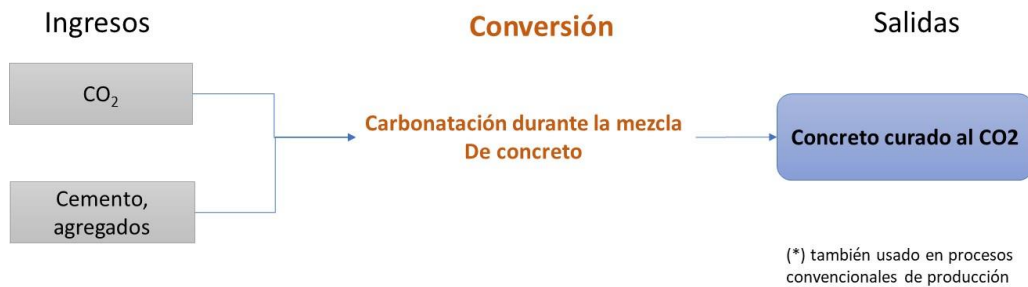 Ingresos
Conversión
Salidas
CO₂
Carbonatación durante la mezcla
De concreto
Concreto curado al CO2
Cemento,
agregados
(*) también usado en procesos
convencionales de producción